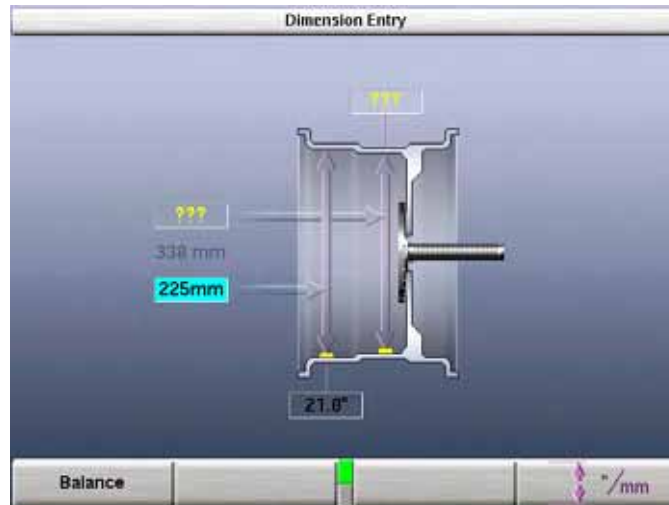 Dimension Entry
???
???
338 mm
225mm
21.0"
Balance
"/mm